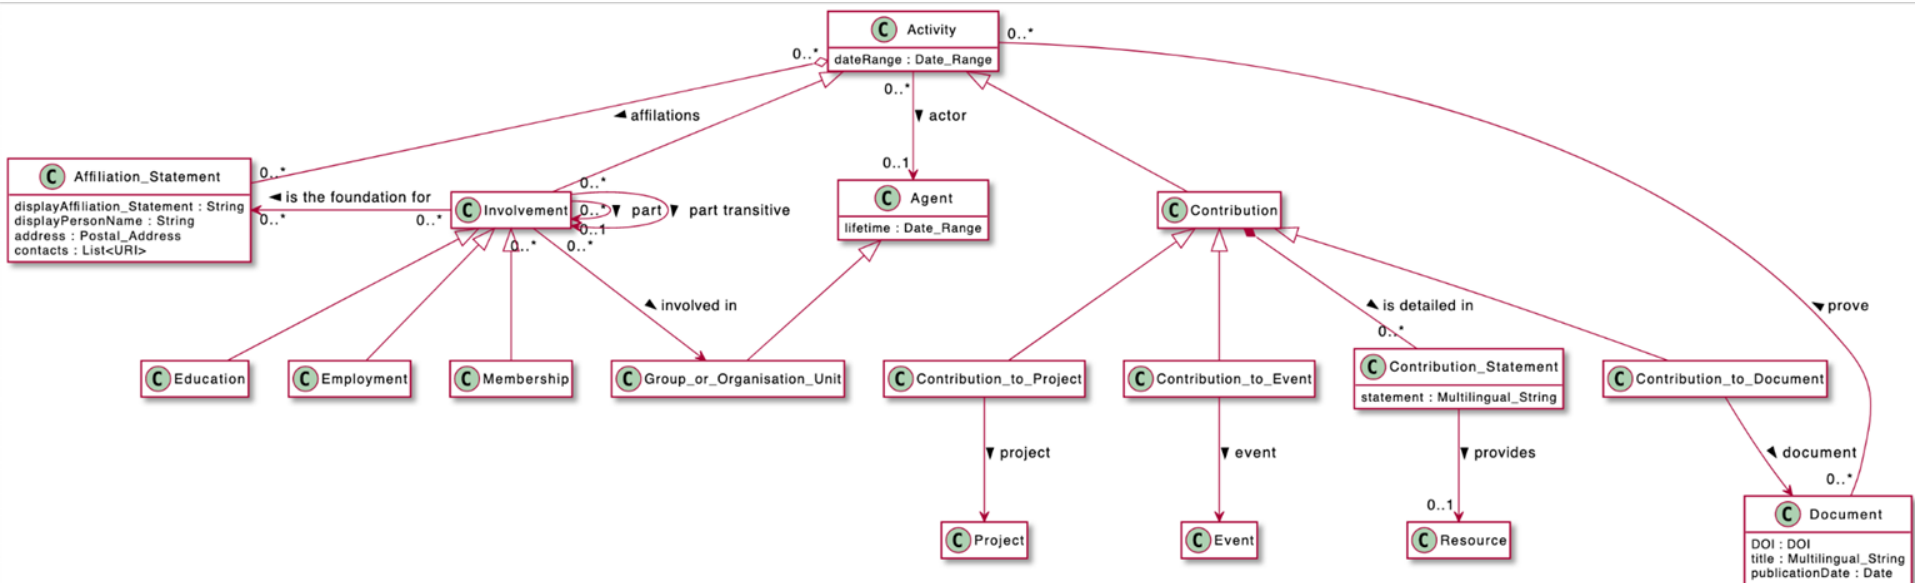 C Activity
dateRange : Date_Range
0..*
0..*
0..*
◄ affilations
▼ actor
0..1
C Affiliation_Statement
displayAffiliation_Statement : String
displayPersonName : String
address : Postal_Address
contacts : List<URI>
0..*
◄ is the foundation for
0..*
0..*
C Involvement
0..*
0..*
0..1
▼ part
▼ part transitive
0..*
0..*
C Agent
lifetime : Date_Range
C Contribution
▼ involved in
▼ is detailed in
0..*
◄ prove
C Education
C Employment
C Membership
C Group_or_Organisation_Unit
C Contribution_to_Project
C Contribution_to_Event
C Contribution_Statement
statement : Multilingual_String
C Contribution_to_Document
▼ project
▼ event
▼ provides
▼ document
0..*
0..1
C Project
C Event
C Resource
C Document
DOI : DOI
title : Multilingual_String
publicationDate : Date